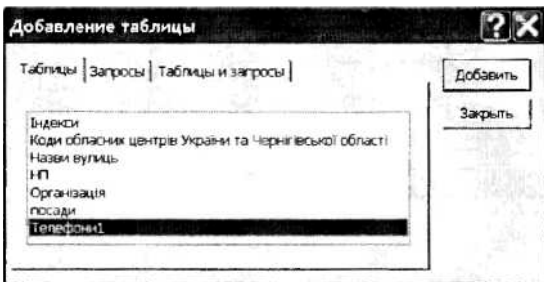 Добавление таблицы
Таблицы Запросы Таблицы и запросы
Добавить
Закрыть
Індекси
Коди обласних центрів України та Чернігівської області
Назви вулиць
НП
Організація
посади
Телефони1